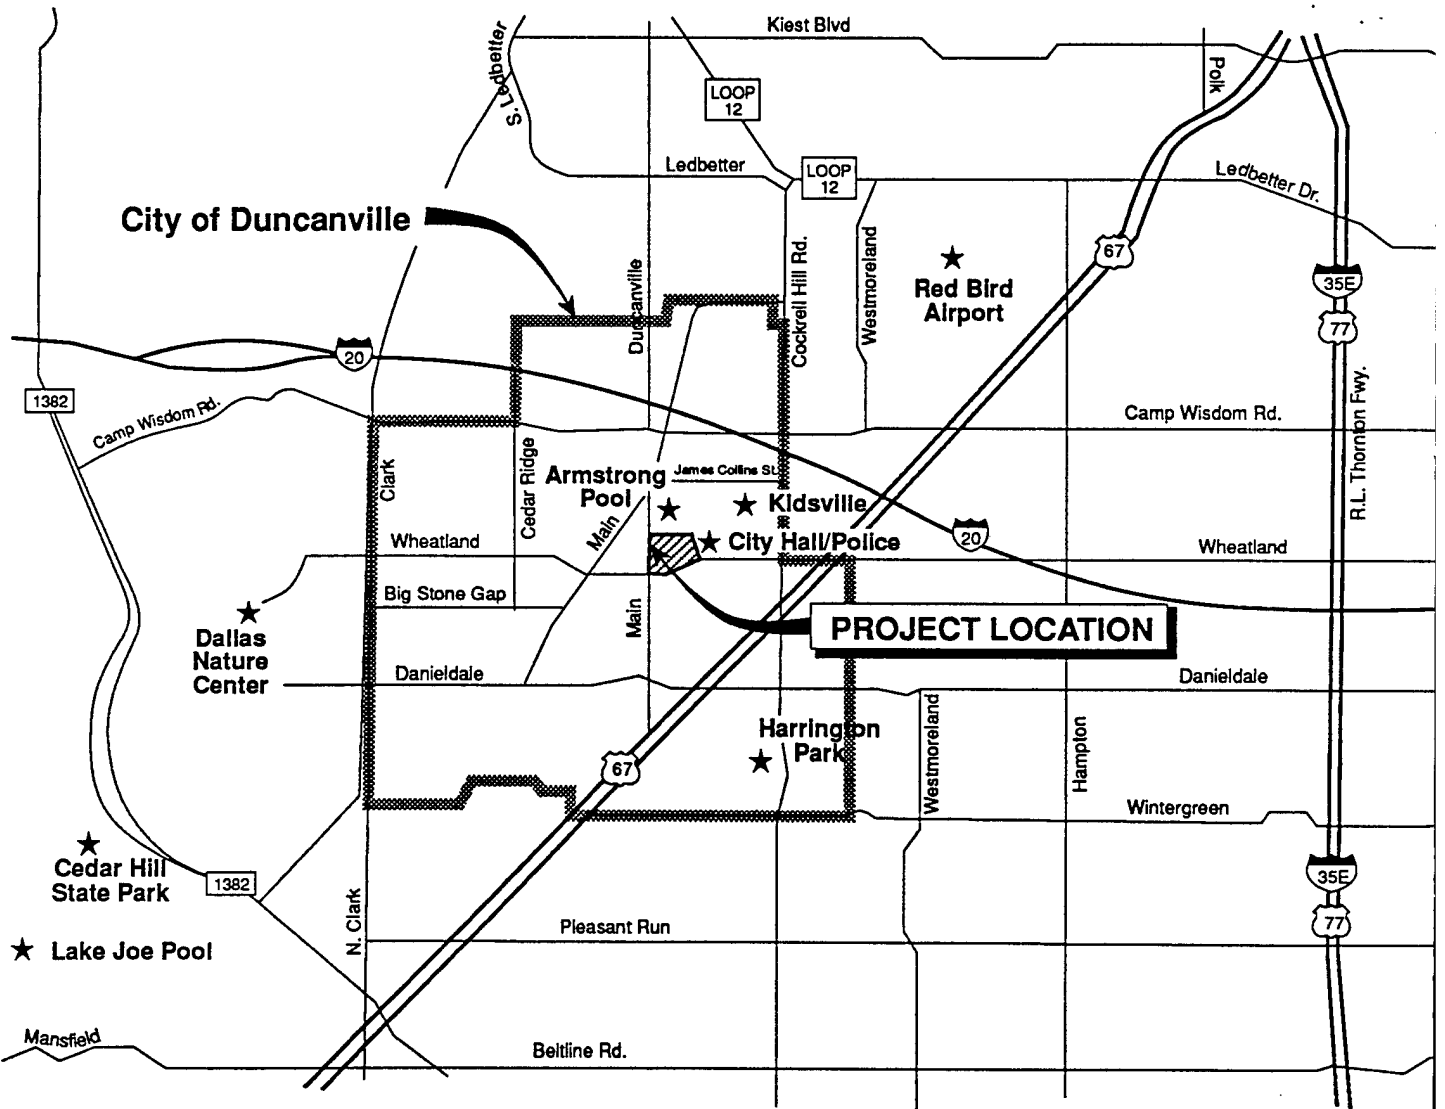 Kiest Blvd
S. Ledbetter
Polk
LOOP
12
Ledbetter
LOOP
12
Ledbetter Dr.
City of Duncanville
Duncanville
Cockrell Hill Rd.
Westmoreland
67
Red Bird
Airport
35E
77
20
1382
Camp Wisdom Rd.
Camp Wisdom Rd.
R.L. Thornton Fwy.
Clark
Cedar Ridge
Armstrong
Pool
James Collins St.
Kidsville
Main
City Hall/Police
20
Wheatland
Wheatland
Big Stone Gap
Main
PROJECT LOCATION
Dallas
Nature
Center
Danieldale
Danieldale
Harrington
Park
Westmoreland
Hampton
67
Wintergreen
Cedar Hill
State Park
1382
35E
77
N. Clark
Pleasant Run
Lake Joe Pool
Mansfield
Beltline Rd.